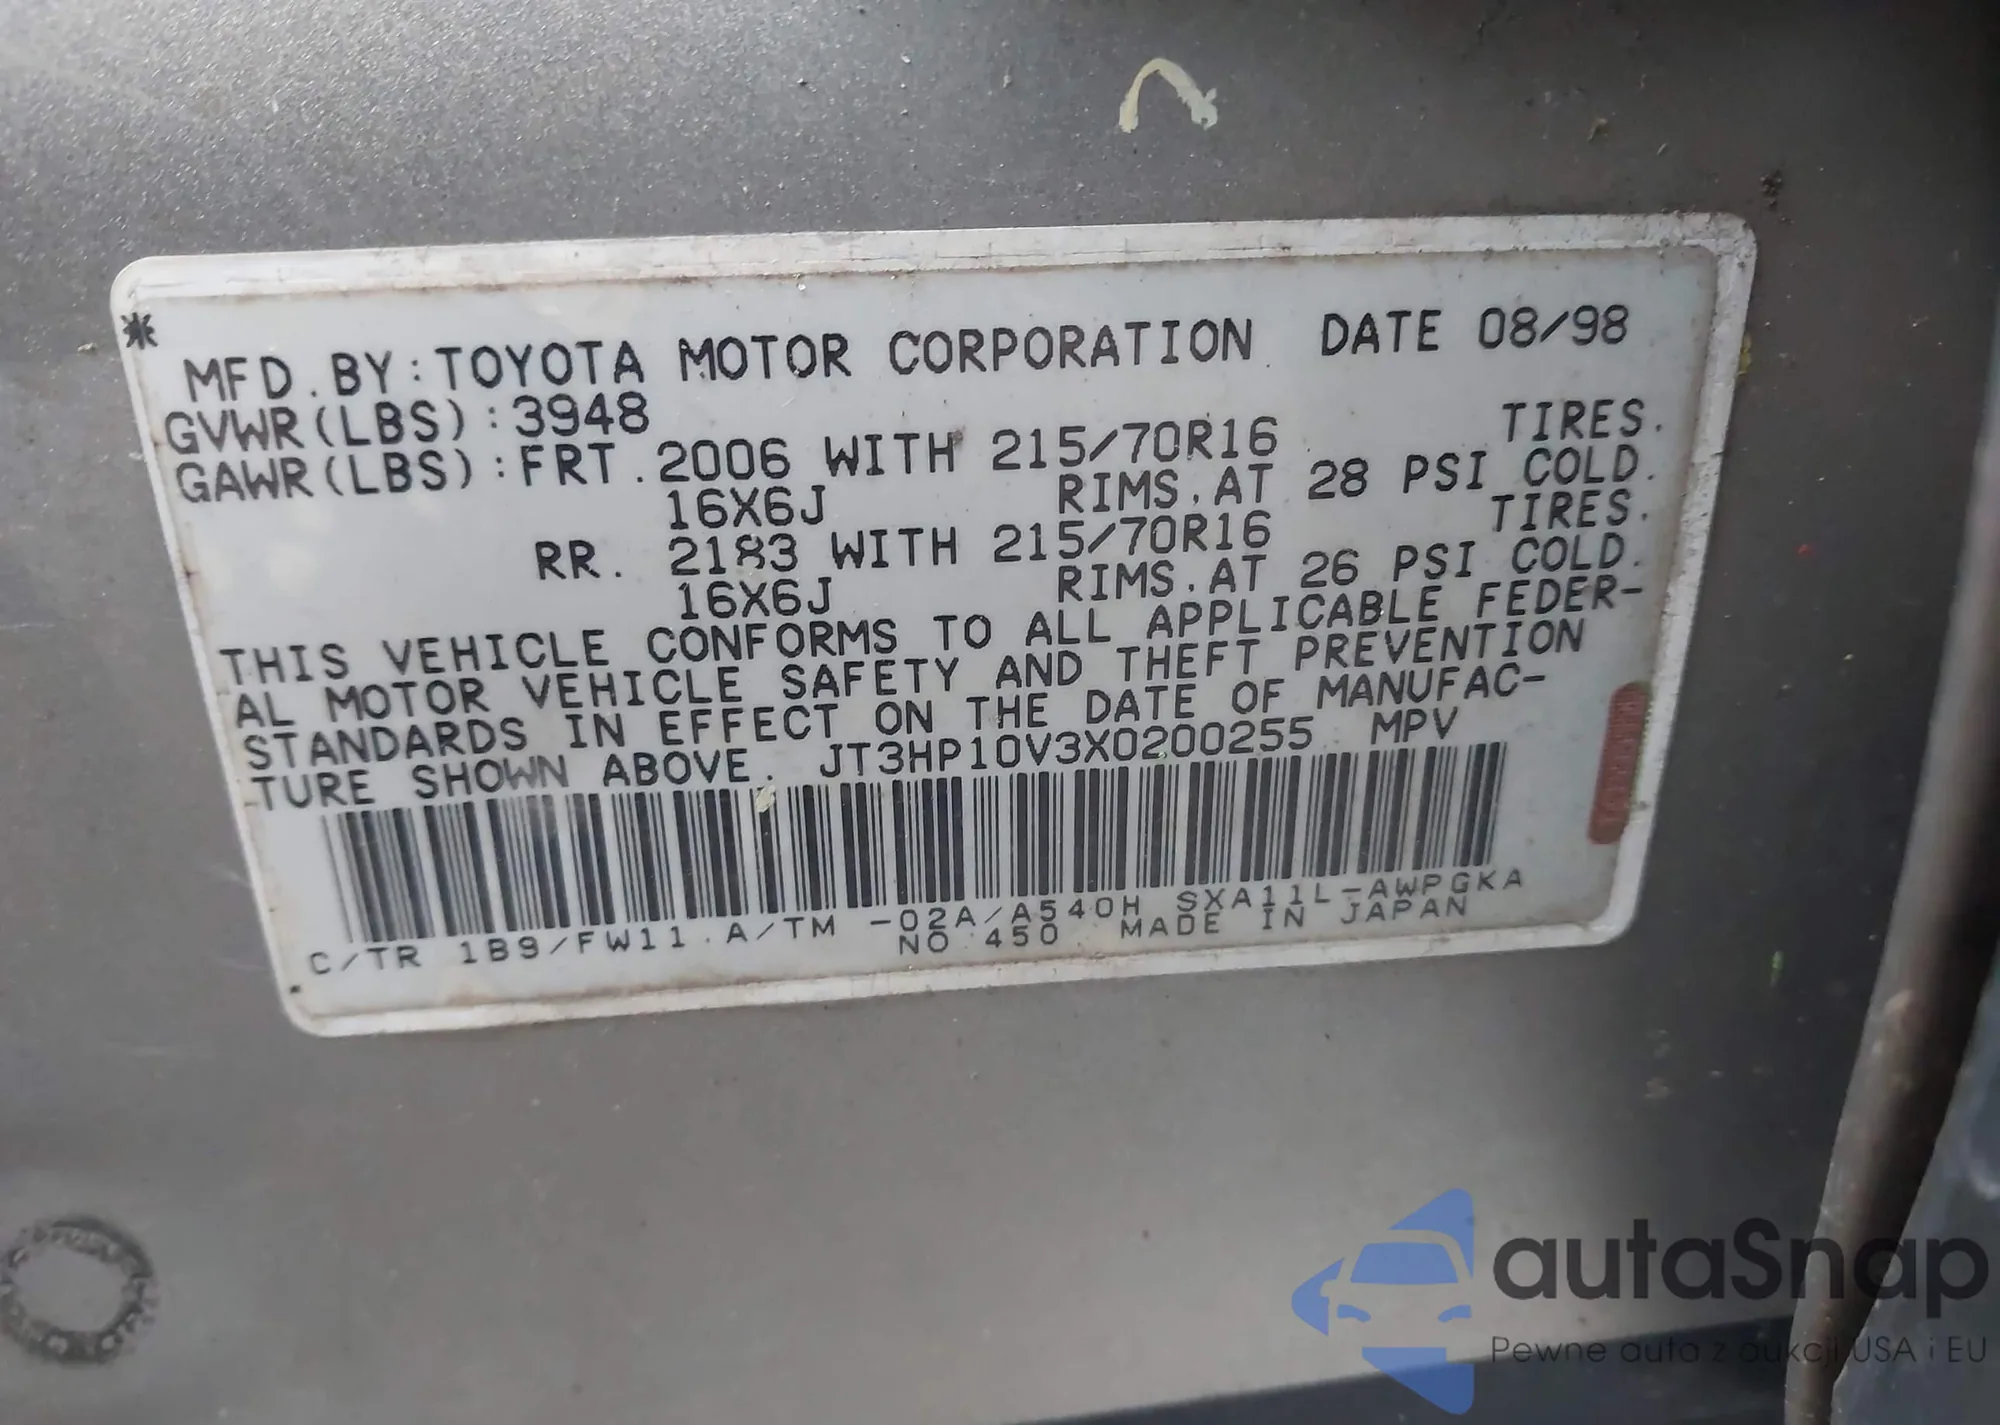 MFD.BY:TOYOTA MOTOR CORPORATION DATE 08/98
GVWR(LBS):3948
GAWR(LBS):FRT.2006 WITH 215/70R16 TIRES.
16X6J RIMS.AT 28 PSI COLD.
RR. 2183 WITH 215/70R16 TIRES.
16X6J RIMS.AT 26 PSI COLD.
THIS VEHICLE CONFORMS TO ALL APPLICABLE FEDER-
AL MOTOR VEHICLE SAFETY AND THEFT PREVENTION
STANDARDS IN EFFECT ON THE DATE OF MANUFAC-
TURE SHOWN ABOVE. JT3HP10V3X0200255 MPV
C/TR 1B9/FW11.A/TM -02A/A540H SXA11L-AWPGKA
NO 450 MADE IN JAPAN
autaSnap
Pewne auta z aukcji USA i EU